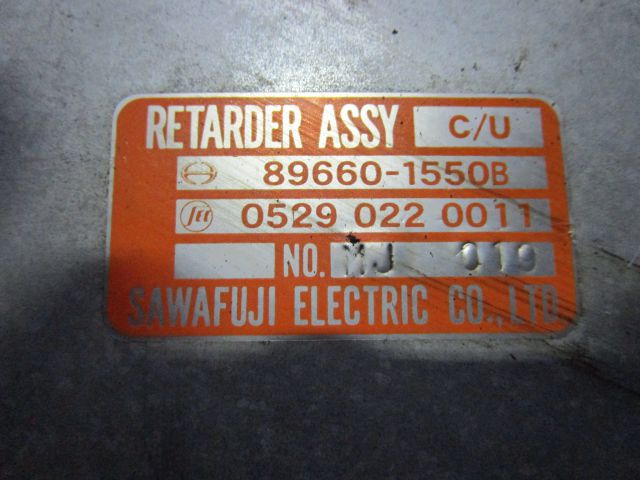 RETARDER ASSY C/U
89660-1550B
0529 022 0011
NO.
SAWAFUJI ELECTRIC CO., LTD.